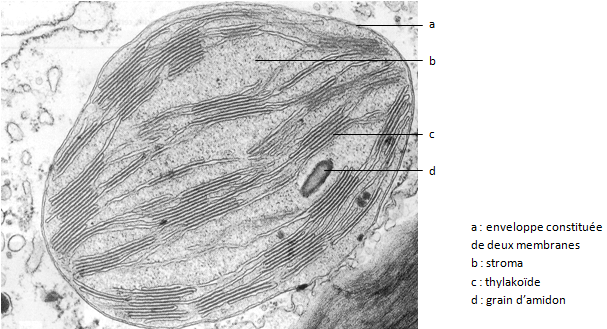 a
b
c
d
a : enveloppe constituée
de deux membranes
b : stroma
c : thylakoïde
d : grain d'amidon